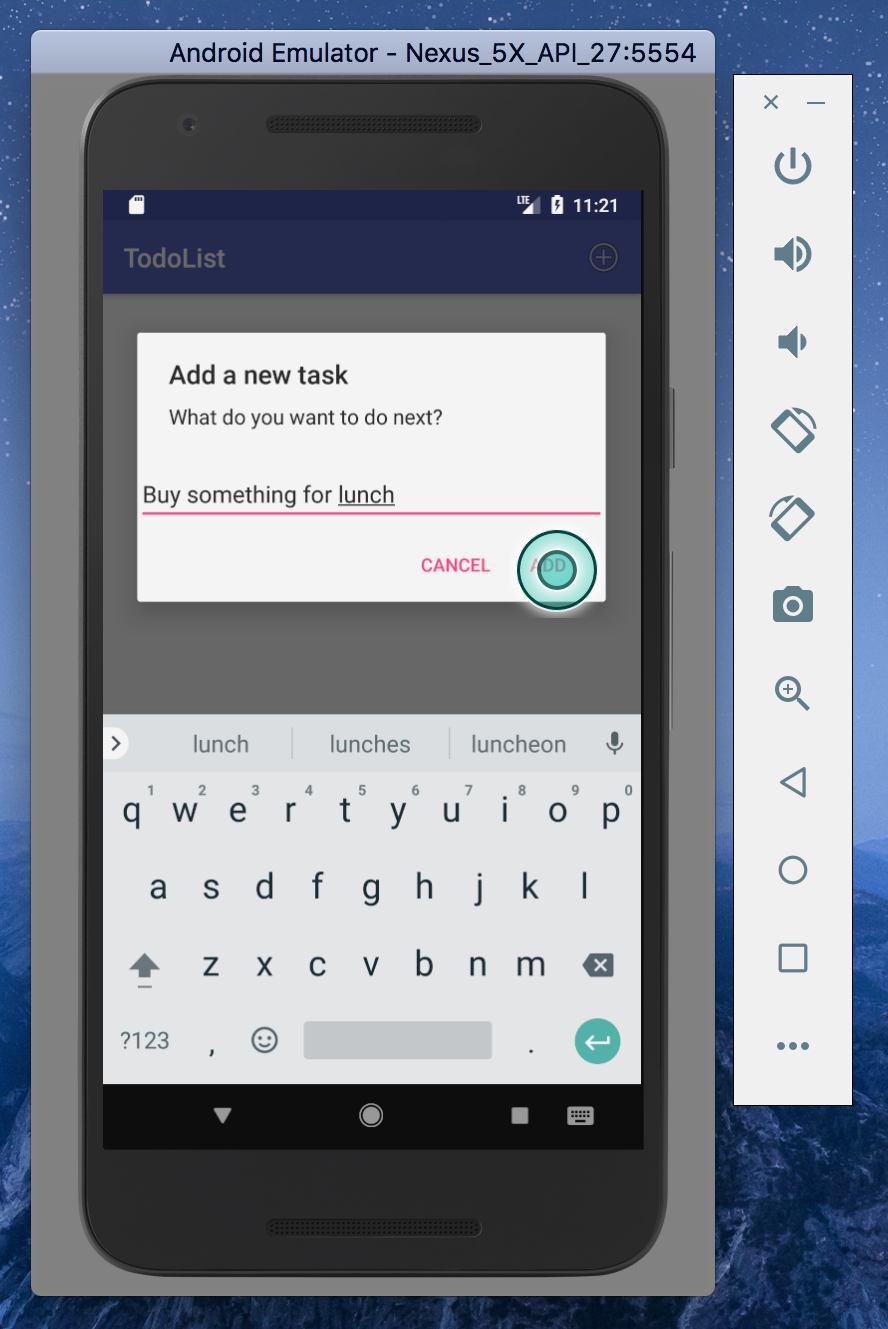 Android Emulator - Nexus_5X_API_27:5554
LTE 11:21
TodoList
Add a new task
What do you want to do next?
Buy something for lunch
CANCEL ADD
lunch lunches luncheon
1 2 3 4 5 6 7 8 9 0
q w e r t y u i o p
a s d f g h j k l
z x c v b n m
?123 , .